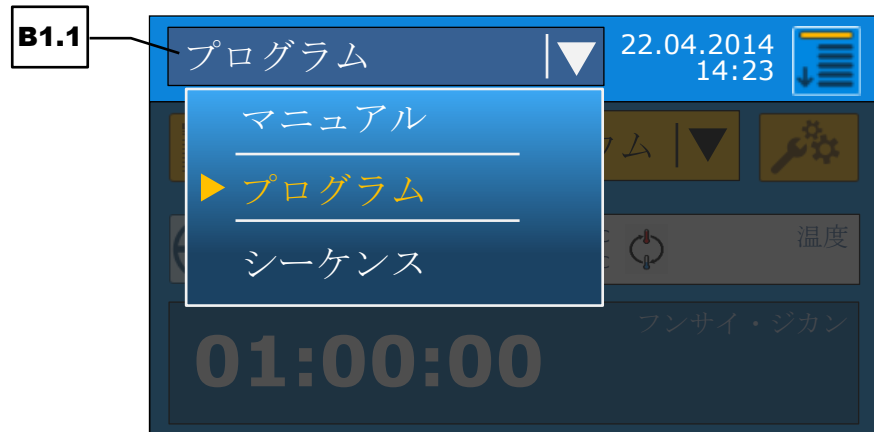 B1.1
プログラム
22.04.2014
14:23
マニュアル
プログラム
シーケンス
ム
C
C
温度
フンサイ・ジカン
01:00:00